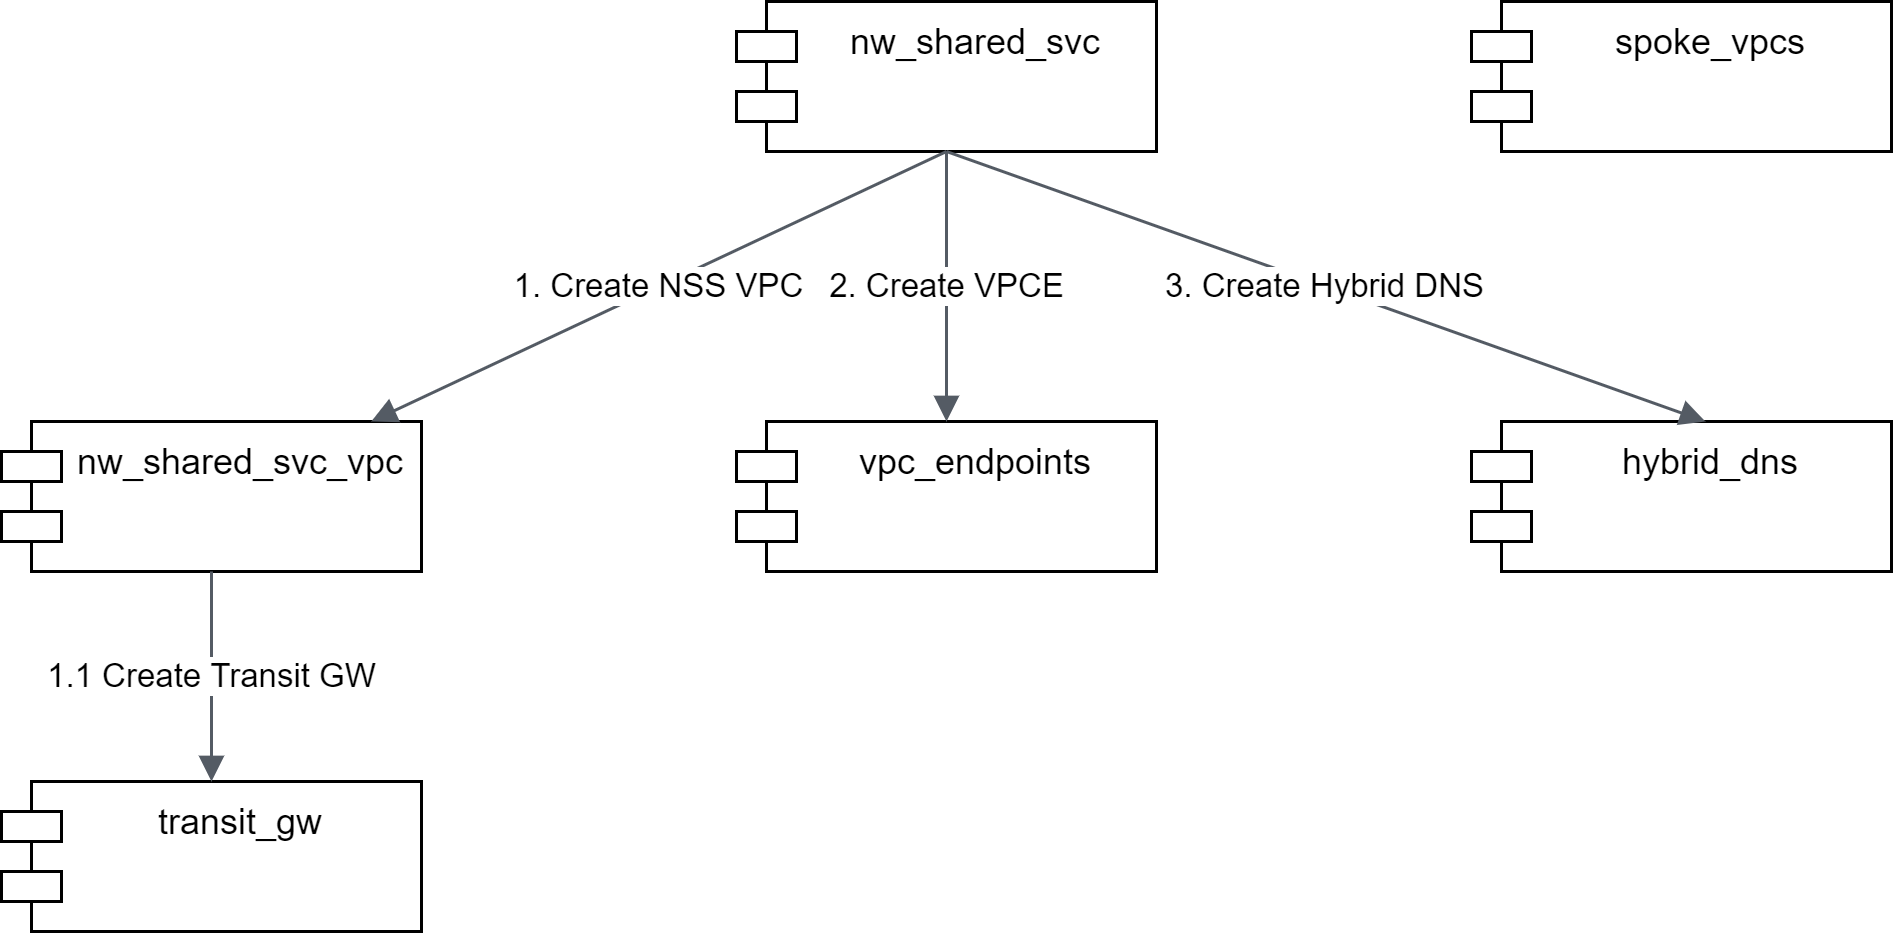 nw_shared_svc
spoke_vpcs
1. Create NSS VPC
2. Create VPCE
3. Create Hybrid DNS
nw_shared_svc_vpc
vpc_endpoints
hybrid_dns
1.1 Create Transit GW
transit_gw